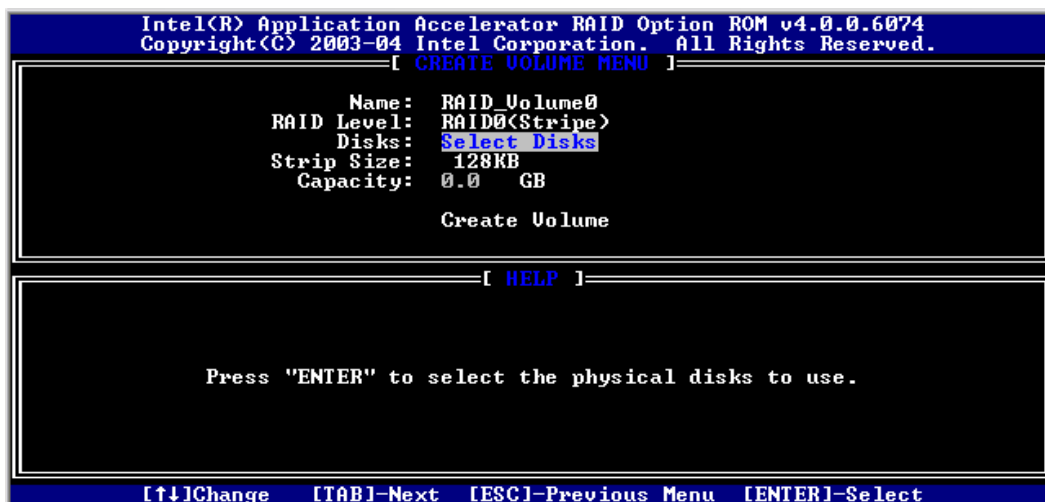 Intel(R) Application Accelerator RAID Option ROM v4.0.0.6074
Copyright(C) 2003-04 Intel Corporation. All Rights Reserved.
[ CREATE VOLUME MENU ]
Name: RAID_Volume0
RAID Level: RAID0(Stripe)
Disks: Select Disks
Strip Size: 128KB
Capacity: 0.0 GB
Create Volume
[ HELP ]
Press "ENTER" to select the physical disks to use.
[↑↓]Change [TAB]-Next [ESC]-Previous Menu [ENTER]-Select